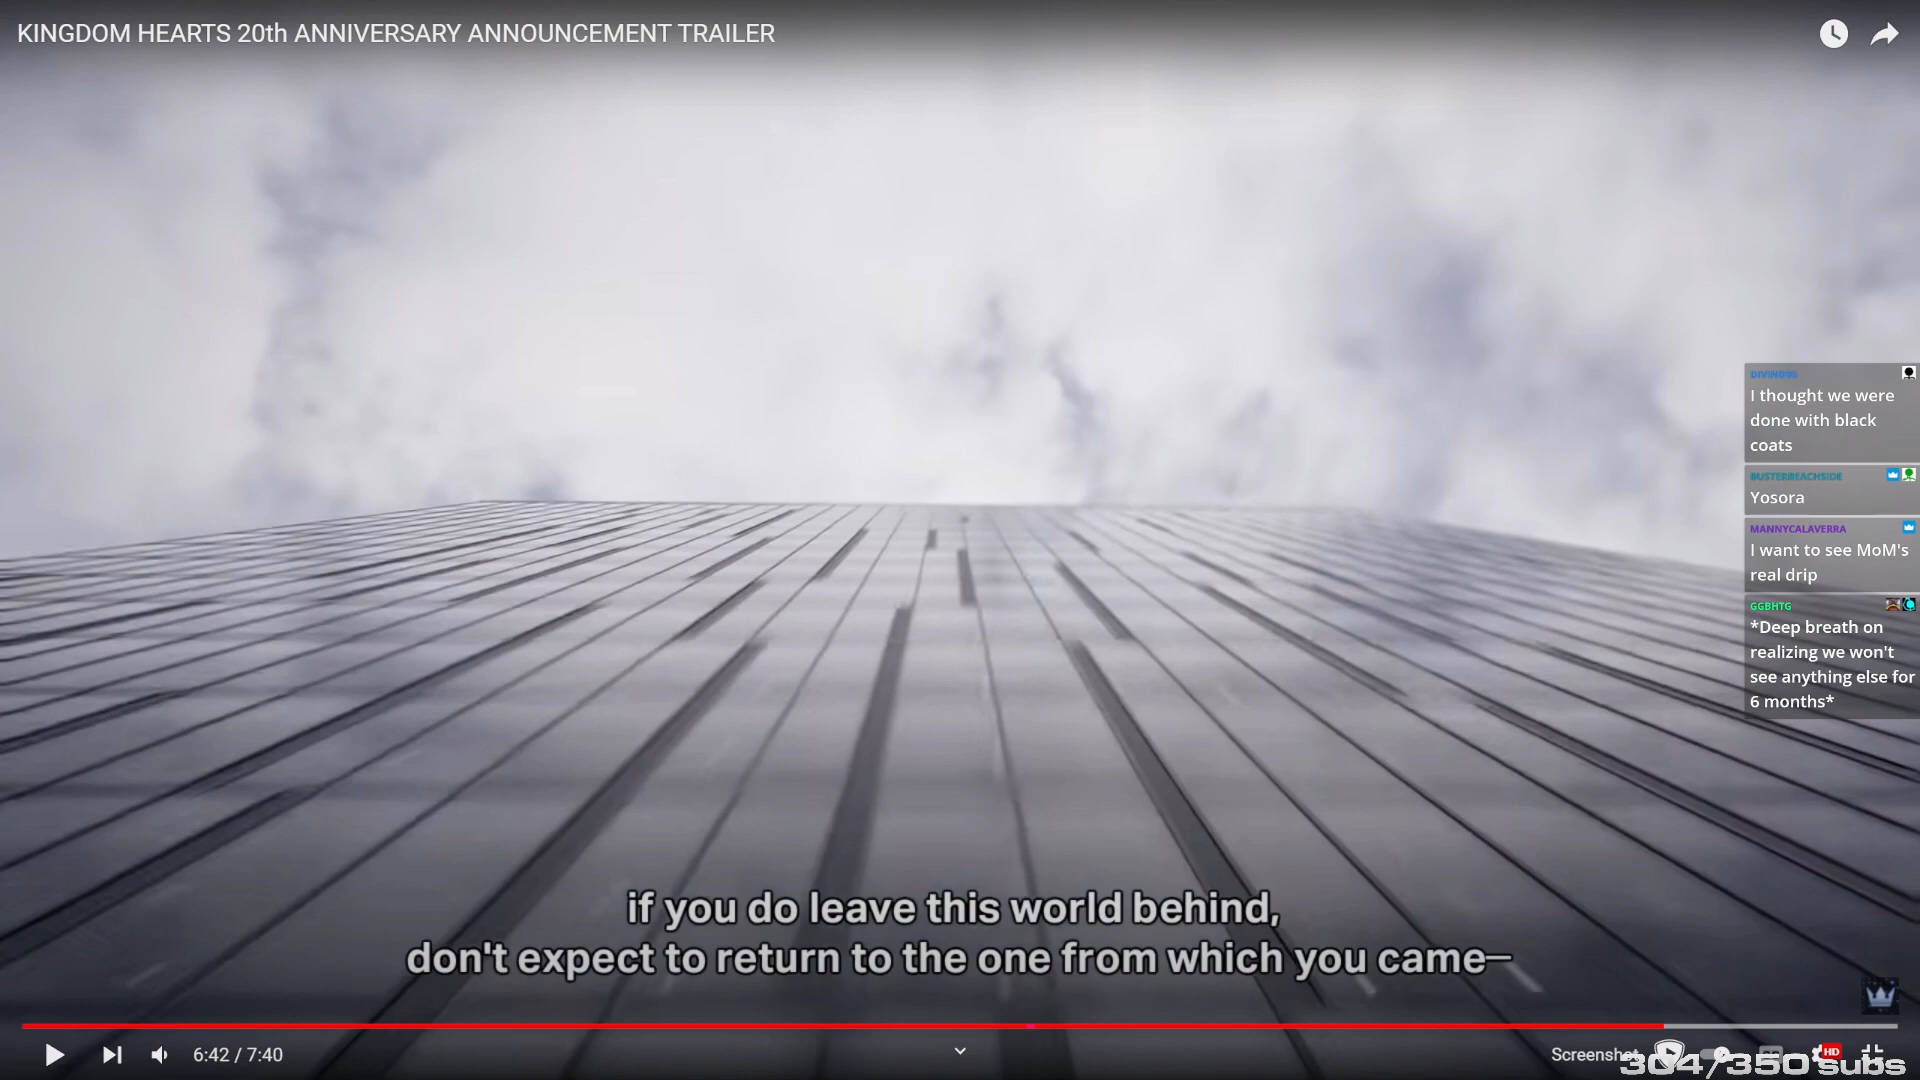 KINGDOM HEARTS 20th ANNIVERSARY ANNOUNCEMENT TRAILER
DIVIND95
I thought we were
done with black
coats
BUSTERBEACHSIDE
Yosora
MANNYCALAVERRA
I want to see MoM's
real drip
GGBHTG
*Deep breath on
realizing we won't
see anything else for
6 months*
if you do leave this world behind,
don't expect to return to the one from which you came—
6:42 / 7:40
Screenshot
HD
304/350 subs